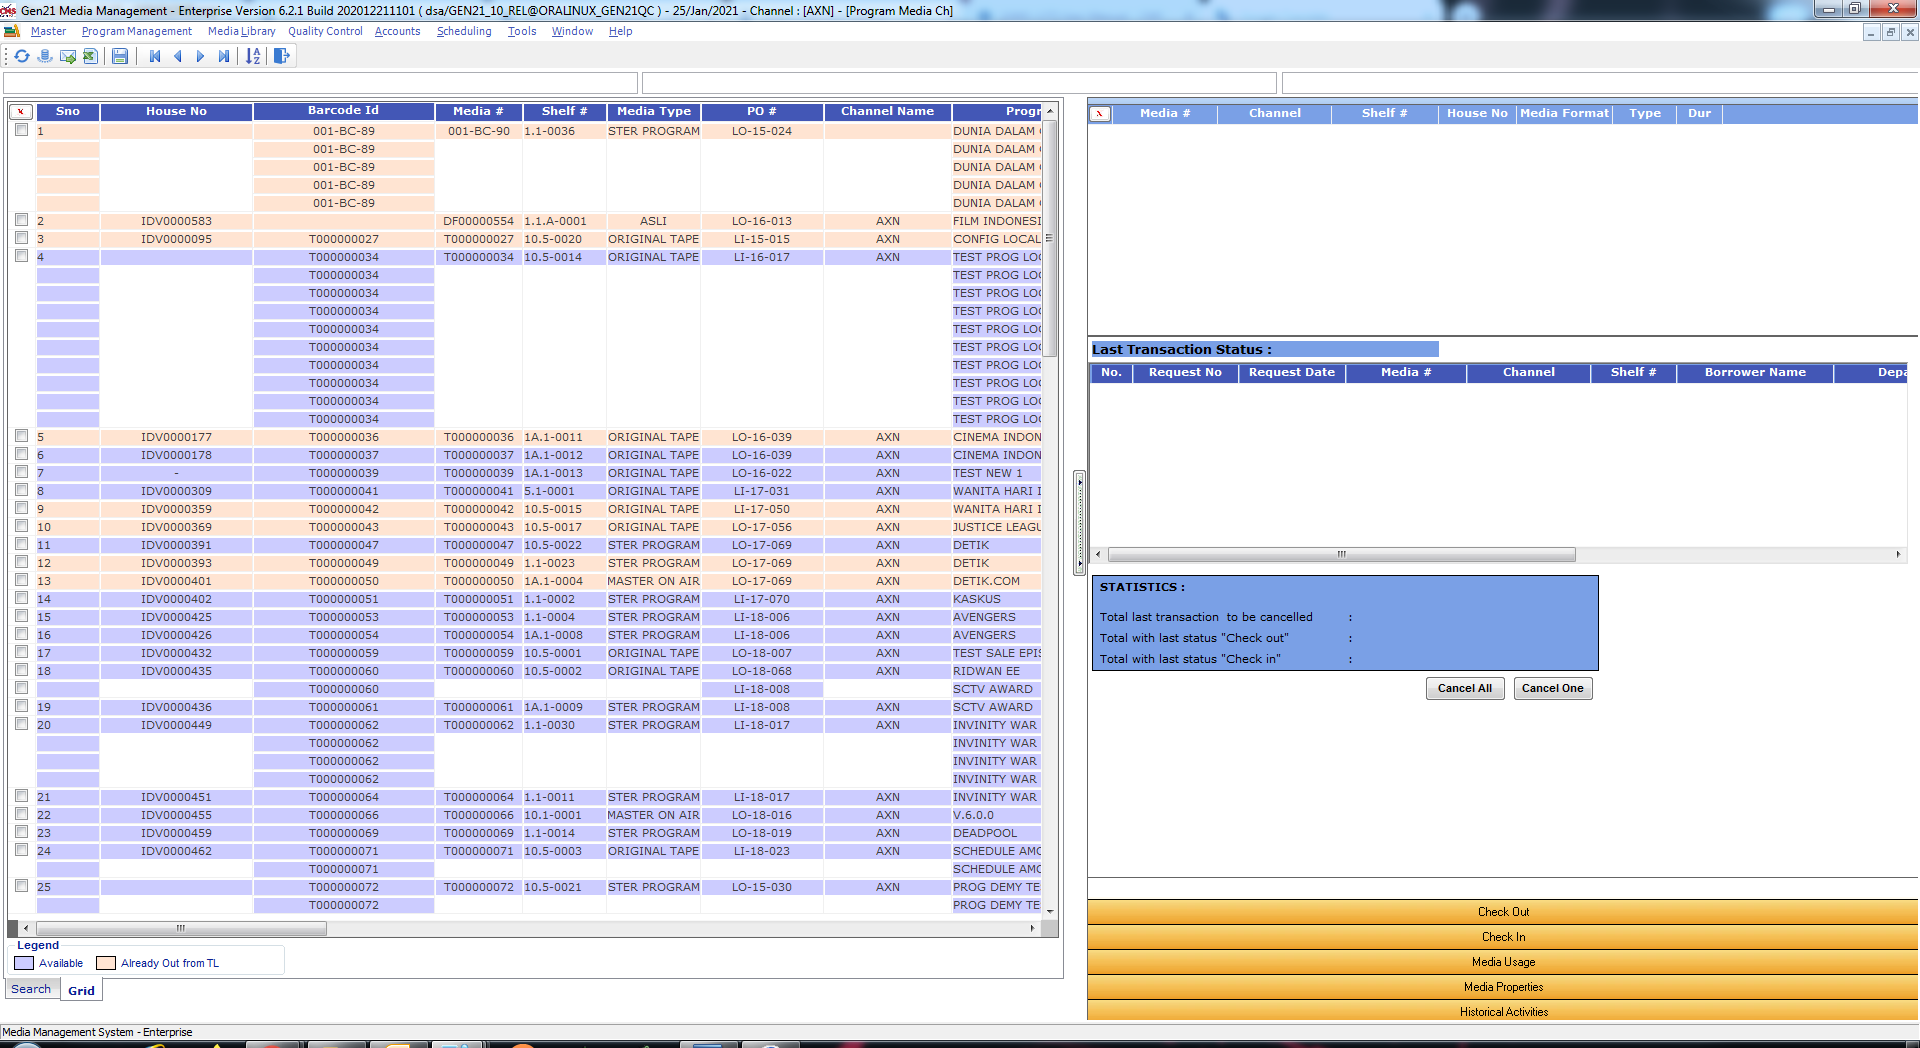 Gen21 Media Management - Enterprise Version 6.2.1 Build 202012211101 ( dsa/GEN21_10_REL@ORALINUX_GEN21QC ) - 25/Jan/2021 - Channel : [AXN] - [Program Media Ch]
Master Program Management Media Library Quality Control Accounts Scheduling Tools Window Help
x Sno House No Barcode Id Media # Shelf # Media Type PO # Channel Name Progr
1 001-BC-89 001-BC-90 1.1-0036 STER PROGRAM LO-15-024 DUNIA DALAM
001-BC-89 DUNIA DALAM
001-BC-89 DUNIA DALAM
001-BC-89 DUNIA DALAM
001-BC-89 DUNIA DALAM
2 IDV0000583 DF00000554 1.1.A-0001 ASLI LO-16-013 AXN FILM INDONESI
3 IDV0000095 T000000027 T000000027 10.5-0020 ORIGINAL TAPE LI-15-015 AXN CONFIG LOCAL
4 T000000034 T000000034 10.5-0014 ORIGINAL TAPE LI-16-017 AXN TEST PROG LOC
T000000034 TEST PROG LOC
T000000034 TEST PROG LOC
T000000034 TEST PROG LOC
T000000034 TEST PROG LOC
T000000034 TEST PROG LOC
T000000034 TEST PROG LOC
T000000034 TEST PROG LOC
T000000034 TEST PROG LOC
T000000034 TEST PROG LOC
5 IDV0000177 T000000036 T000000036 1A.1-0011 ORIGINAL TAPE LO-16-039 AXN CINEMA INDON
6 IDV0000178 T000000037 T000000037 1A.1-0012 ORIGINAL TAPE LO-16-039 AXN CINEMA INDON
7 - T000000039 T000000039 1A.1-0013 ORIGINAL TAPE LO-16-022 AXN TEST NEW 1
8 IDV0000309 T000000041 T000000041 5.1-0001 ORIGINAL TAPE LI-17-031 AXN WANITA HARI I
9 IDV0000359 T000000042 T000000042 10.5-0015 ORIGINAL TAPE LI-17-050 AXN WANITA HARI I
10 IDV0000369 T000000043 T000000043 10.5-0017 ORIGINAL TAPE LO-17-056 AXN JUSTICE LEAGU
11 IDV0000391 T000000047 T000000047 10.5-0022 STER PROGRAM LO-17-069 AXN DETIK
12 IDV0000393 T000000049 T000000049 1.1-0023 STER PROGRAM LO-17-069 AXN DETIK
13 IDV0000401 T000000050 T000000050 1A.1-0004 MASTER ON AIR LO-17-069 AXN DETIK.COM
14 IDV0000402 T000000051 T000000051 1.1-0002 STER PROGRAM LI-17-070 AXN KASKUS
15 IDV0000425 T000000053 T000000053 1.1-0004 STER PROGRAM LI-18-006 AXN AVENGERS
16 IDV0000426 T000000054 T000000054 1A.1-0008 STER PROGRAM LI-18-006 AXN AVENGERS
17 IDV0000432 T000000059 T000000059 10.5-0001 ORIGINAL TAPE LO-18-007 AXN TEST SALE EPIS
18 IDV0000435 T000000060 T000000060 10.5-0002 ORIGINAL TAPE LO-18-068 AXN RIDWAN EE
T000000060 LI-18-008 SCTV AWARD
19 IDV0000436 T000000061 T000000061 1A.1-0009 STER PROGRAM LI-18-008 AXN SCTV AWARD
20 IDV0000449 T000000062 T000000062 1.1-0030 STER PROGRAM LI-18-017 AXN INVINITY WAR
T000000062 INVINITY WAR
T000000062 INVINITY WAR
T000000062 INVINITY WAR
21 IDV0000451 T000000064 T000000064 1.1-0011 STER PROGRAM LI-18-017 AXN INVINITY WAR
22 IDV0000455 T000000066 T000000066 10.1-0001 MASTER ON AIR LO-18-016 AXN V.6.0.0
23 IDV0000459 T000000069 T000000069 1.1-0014 STER PROGRAM LO-18-019 AXN DEADPOOL
24 IDV0000462 T000000071 T000000071 10.5-0003 ORIGINAL TAPE LI-18-023 AXN SCHEDULE AMO
T000000071 SCHEDULE AMO
25 T000000072 T000000072 10.5-0021 STER PROGRAM LO-15-030 AXN PROG DEMY TE
T000000072 PROG DEMY TE
Legend
Available Already Out from TL
Search Grid
x Media # Channel Shelf # House No Media Format Type Dur
Last Transaction Status :
No. Request No Request Date Media # Channel Shelf # Borrower Name Depa
STATISTICS :
Total last transaction to be cancelled :
Total with last status "Check out" :
Total with last status "Check in" :
Cancel All Cancel One
Check Out
Check In
Media Usage
Media Properties
Historical Activities
Media Management System - Enterprise